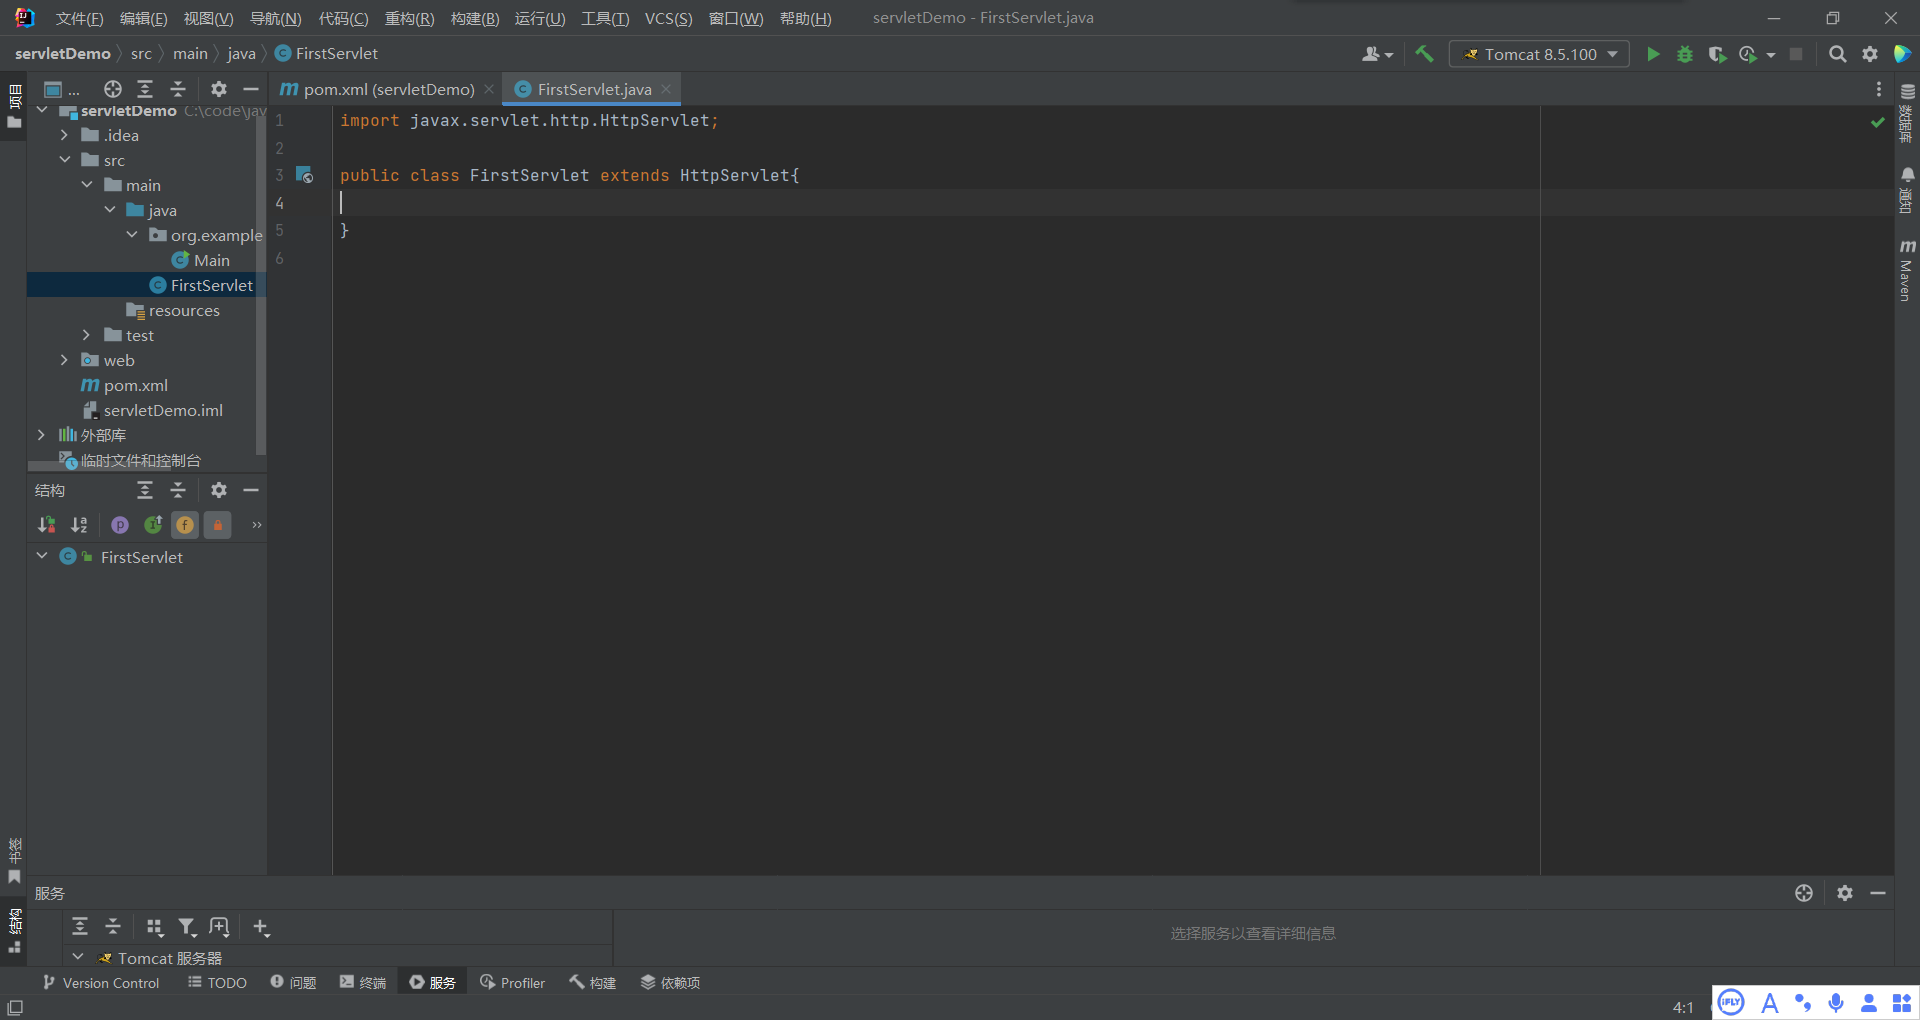 文件(F) 编辑(E) 视图(V) 导航(N) 代码(C) 重构(R) 构建(B) 运行(U) 工具(T) VCS(S) 窗口(W) 帮助(H) servletDemo - FirstServlet.java
servletDemo src main java FirstServlet
Tomcat 8.5.100
项目
...
pom.xml (servletDemo)
FirstServlet.java
servletDemo C:\code\jav
.idea
src
main
java
org.example
Main
FirstServlet
resources
test
web
pom.xml
servletDemo.iml
外部库
临时文件和控制台
1 import javax.servlet.http.HttpServlet;
2
3 public class FirstServlet extends HttpServlet{
4
5 }
6
数据库
通知
Maven
结构
FirstServlet
书签
结构
服务
选择服务以查看详细信息
Tomcat 服务器
Version Control TODO 问题 终端 服务 Profiler 构建 依赖项
4:1
iFLY A